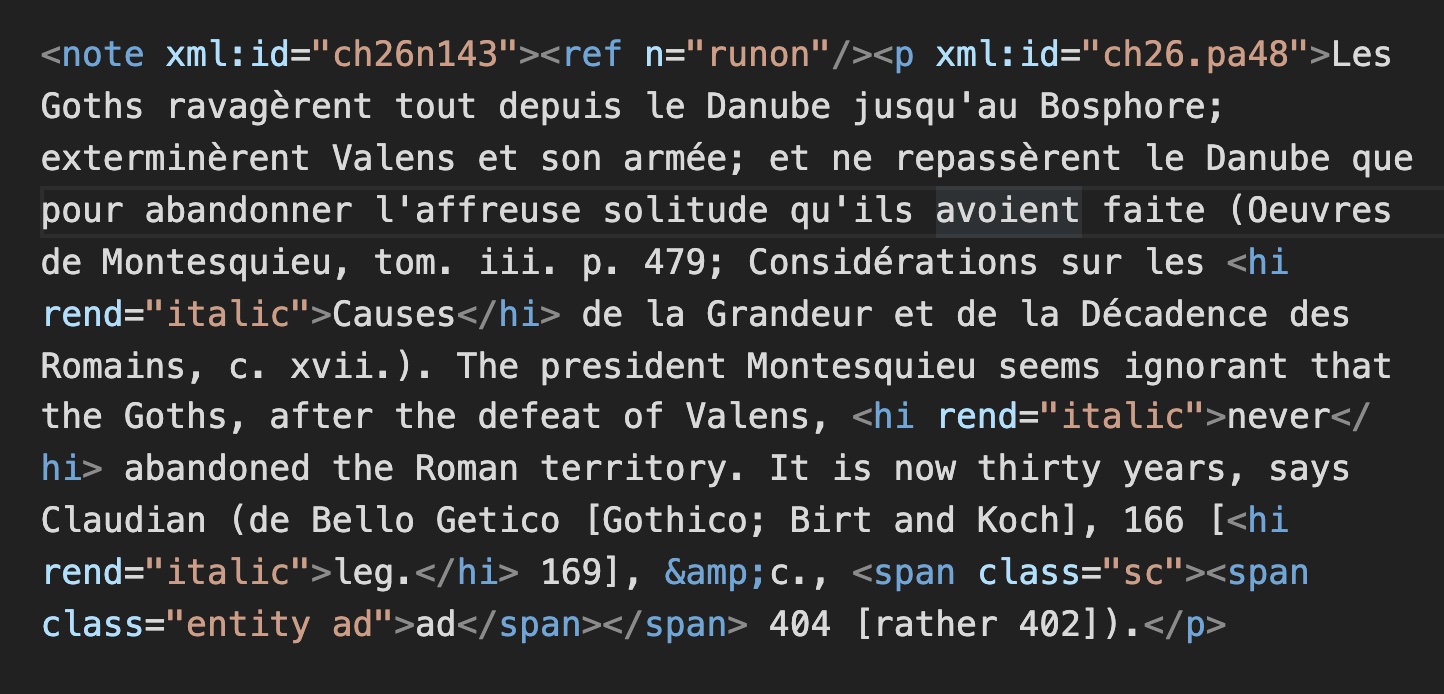 <note xml:id="ch26n143"><ref n="runon"/><p xml:id="ch26.pa48">Les
Goths ravagèrent tout depuis le Danube jusqu'au Bosphore;
exterminèrent Valens et son armée; et ne repassèrent le Danube que
pour abandonner l'affreuse solitude qu'ils avoient faite (Oeuvres
de Montesquieu, tom. iii. p. 479; Considérations sur les <hi
rend="italic">Causes</hi> de la Grandeur et de la Décadence des
Romains, c. xvii.). The president Montesquieu seems ignorant that
the Goths, after the defeat of Valens, <hi rend="italic">never</
hi> abandoned the Roman territory. It is now thirty years, says
Claudian (de Bello Getico [Gothico; Birt and Koch], 166 [<hi
rend="italic">leg.</hi> 169], &amp;c., <span class="sc"><span
class="entity ad">ad</span></span> 404 [rather 402]).</p>